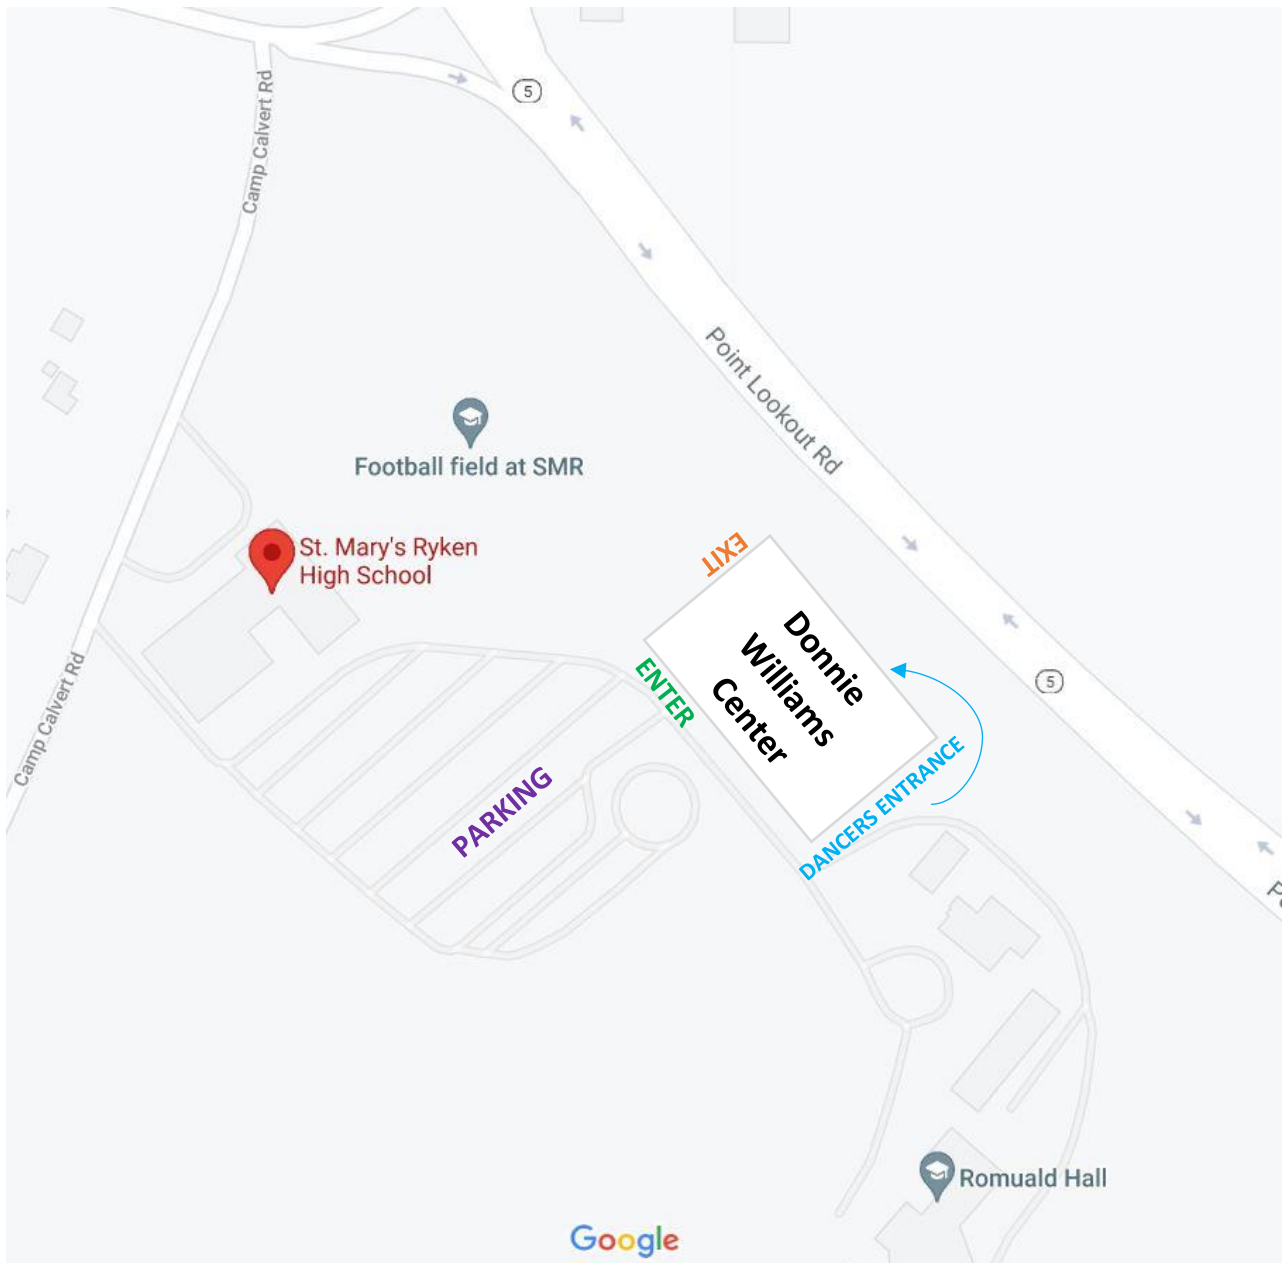 Camp Calvert Rd
5
Point Lookout Rd
Football field at SMR
St. Mary's Ryken
High School
EXIT
Donnie
Williams
Center
ENTER
5
Camp Calvert Rd
PARKING
DANCERS ENTRANCE
Romuald Hall
Google